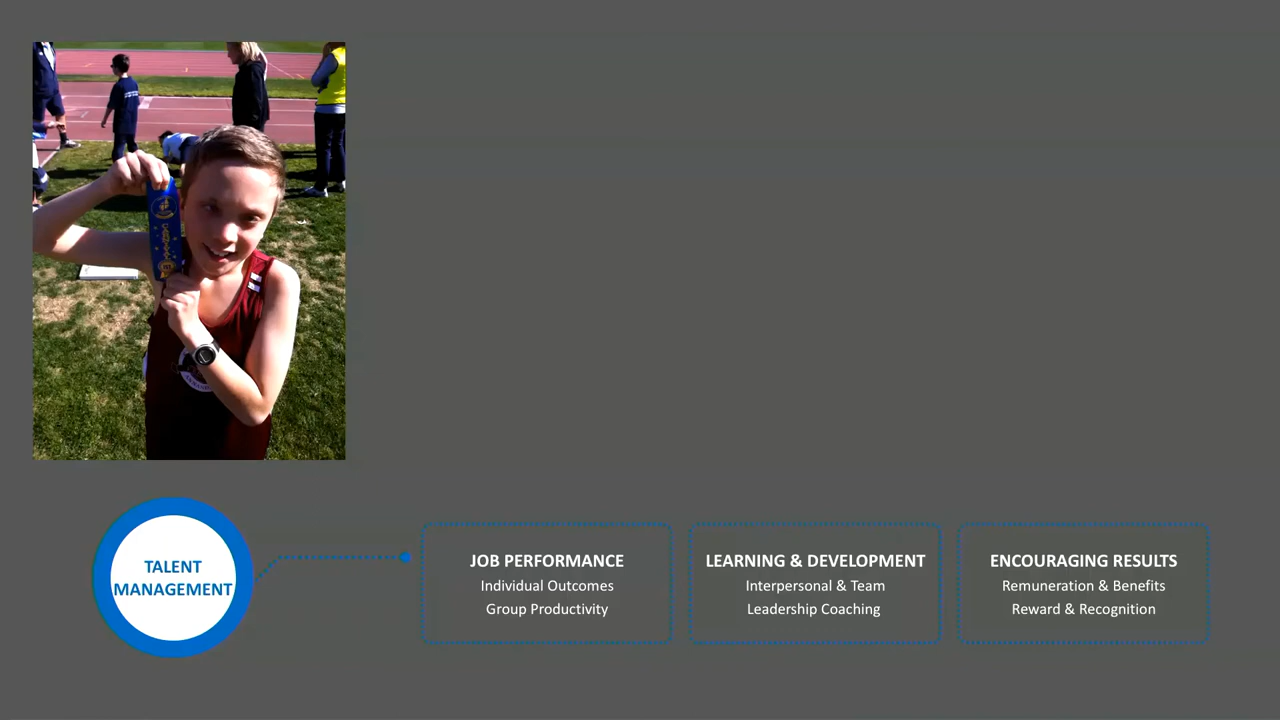 TALENT
MANAGEMENT
JOB PERFORMANCE
Individual Outcomes
Group Productivity
LEARNING & DEVELOPMENT
Interpersonal & Team
Leadership Coaching
ENCOURAGING RESULTS
Remuneration & Benefits
Reward & Recognition